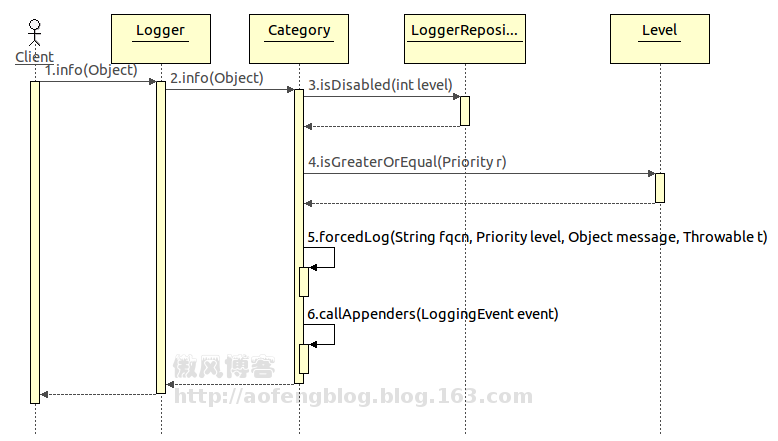 Logger
Category
LoggerReposi...
Level
Client
1.info(Object)
2.info(Object)
3.isDisabled(int level)
4.isGreaterOrEqual(Priority r)
5.forcedLog(String fqcn, Priority level, Object message, Throwable t)
6.callAppenders(LoggingEvent event)
傲风博客
http://aofengblog.blog.163.com